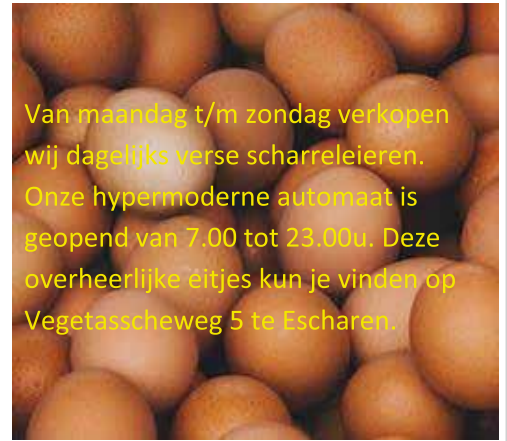 Van maandag t/m zondag verkopen
wij dagelijks verse scharreleieren.
Onze hypermoderne automaat is
geopend van 7.00 tot 23.00u. Deze
overheerlijke eitjes kun je vinden op
Vegetasscheweg 5 te Escharen.